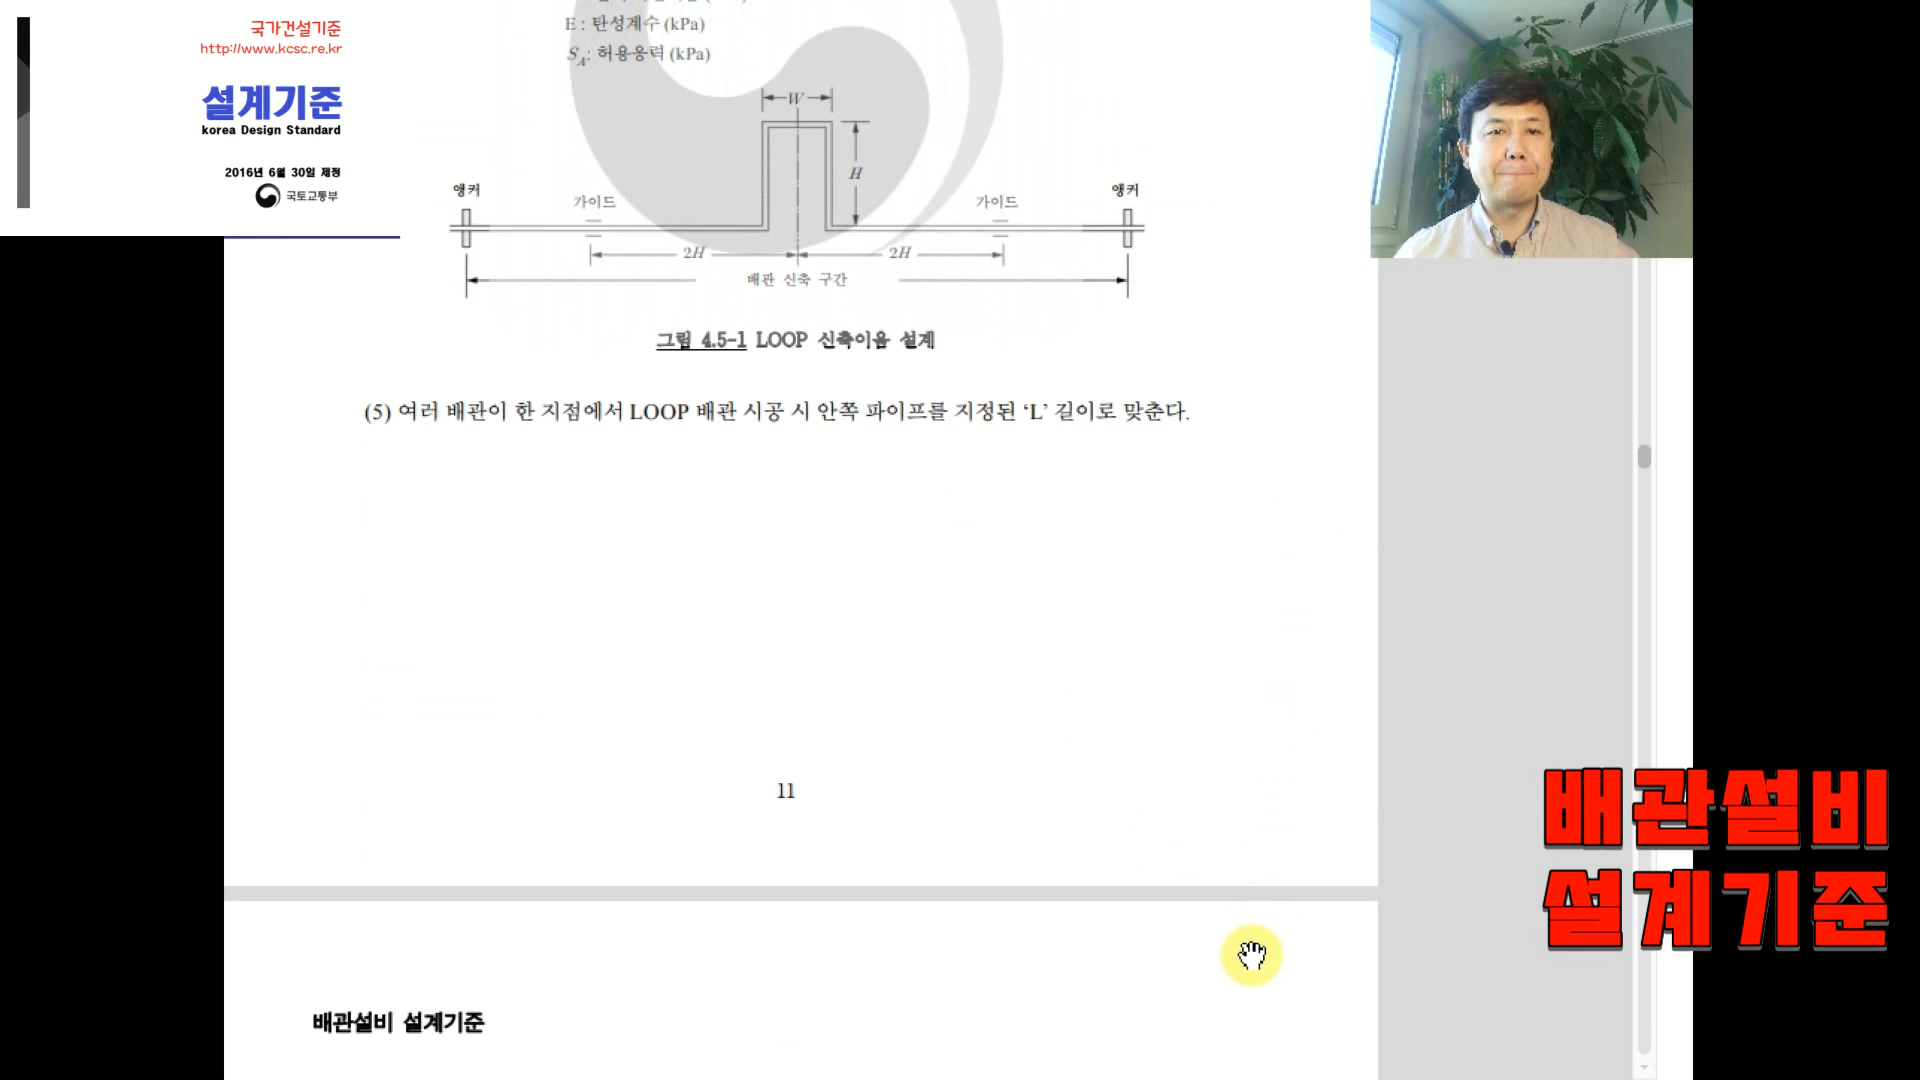 국가건설기준
http://www.kcsc.re.kr
설계기준
korea Design Standard
2016년 6월 30일 제정
국토교통부
E : 탄성계수 (kPa)
S_A: 허용응력 (kPa)
W
H
앵커
앵커
가이드
가이드
2H
2H
배관 신축 구간
그림 4.5-1 LOOP 신축이음 설계
(5) 여러 배관이 한 지점에서 LOOP 배관 시공 시 안쪽 파이프를 지정된 ‘L’ 길이로 맞춘다.
11
배관설비
설계기준
배관설비 설계기준